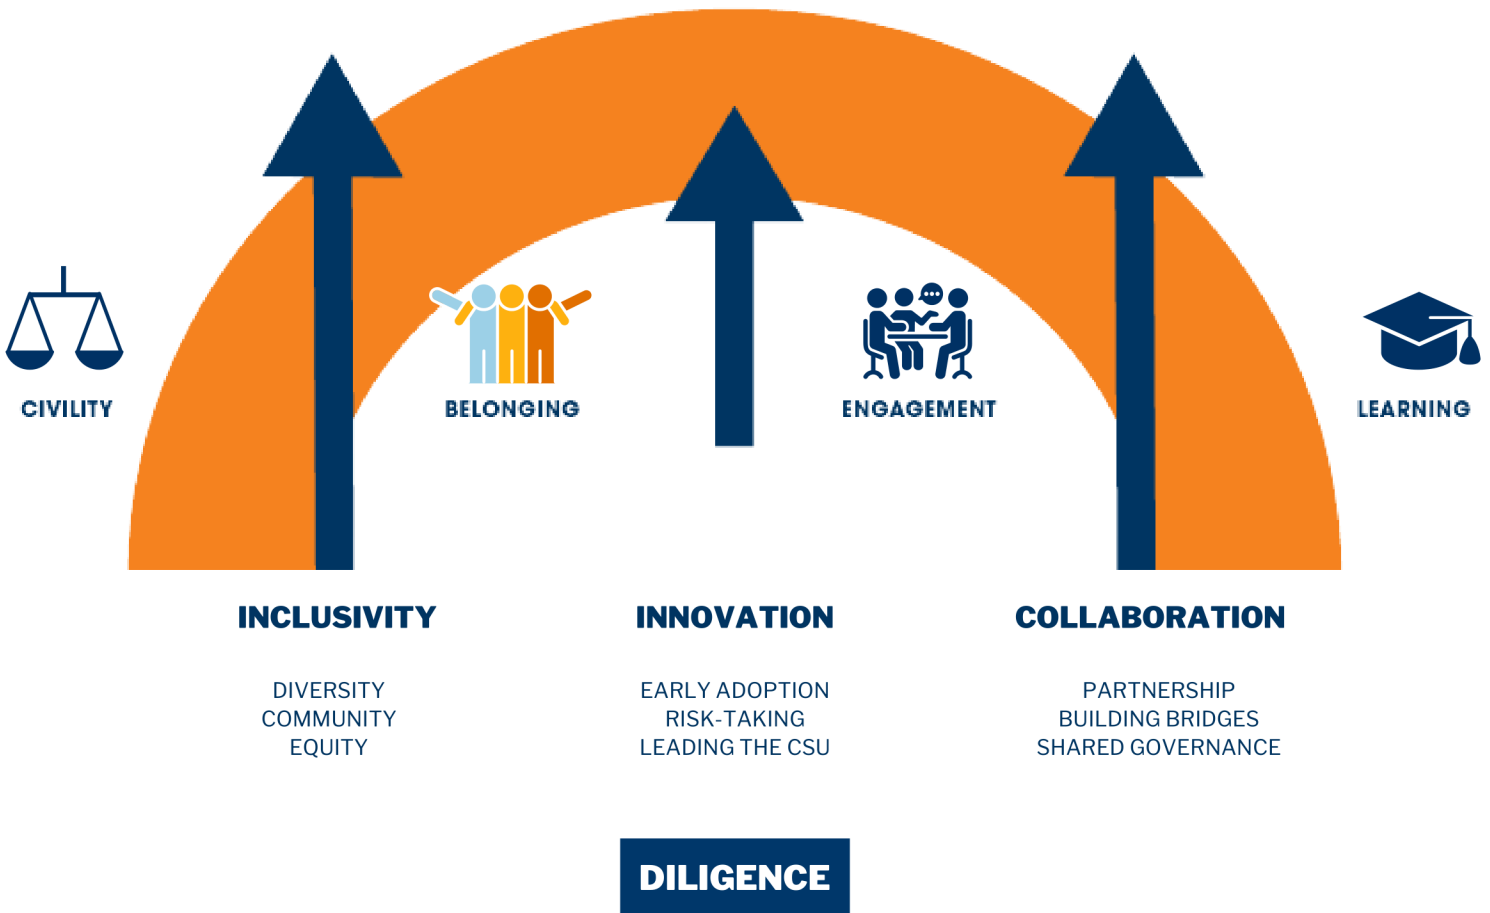 CIVILITY
BELONGING
ENGAGEMENT
LEARNING
INCLUSIVITY
DIVERSITY
COMMUNITY
EQUITY
INNOVATION
EARLY ADOPTION
RISK-TAKING
LEADING THE CSU
COLLABORATION
PARTNERSHIP
BUILDING BRIDGES
SHARED GOVERNANCE
DILIGENCE